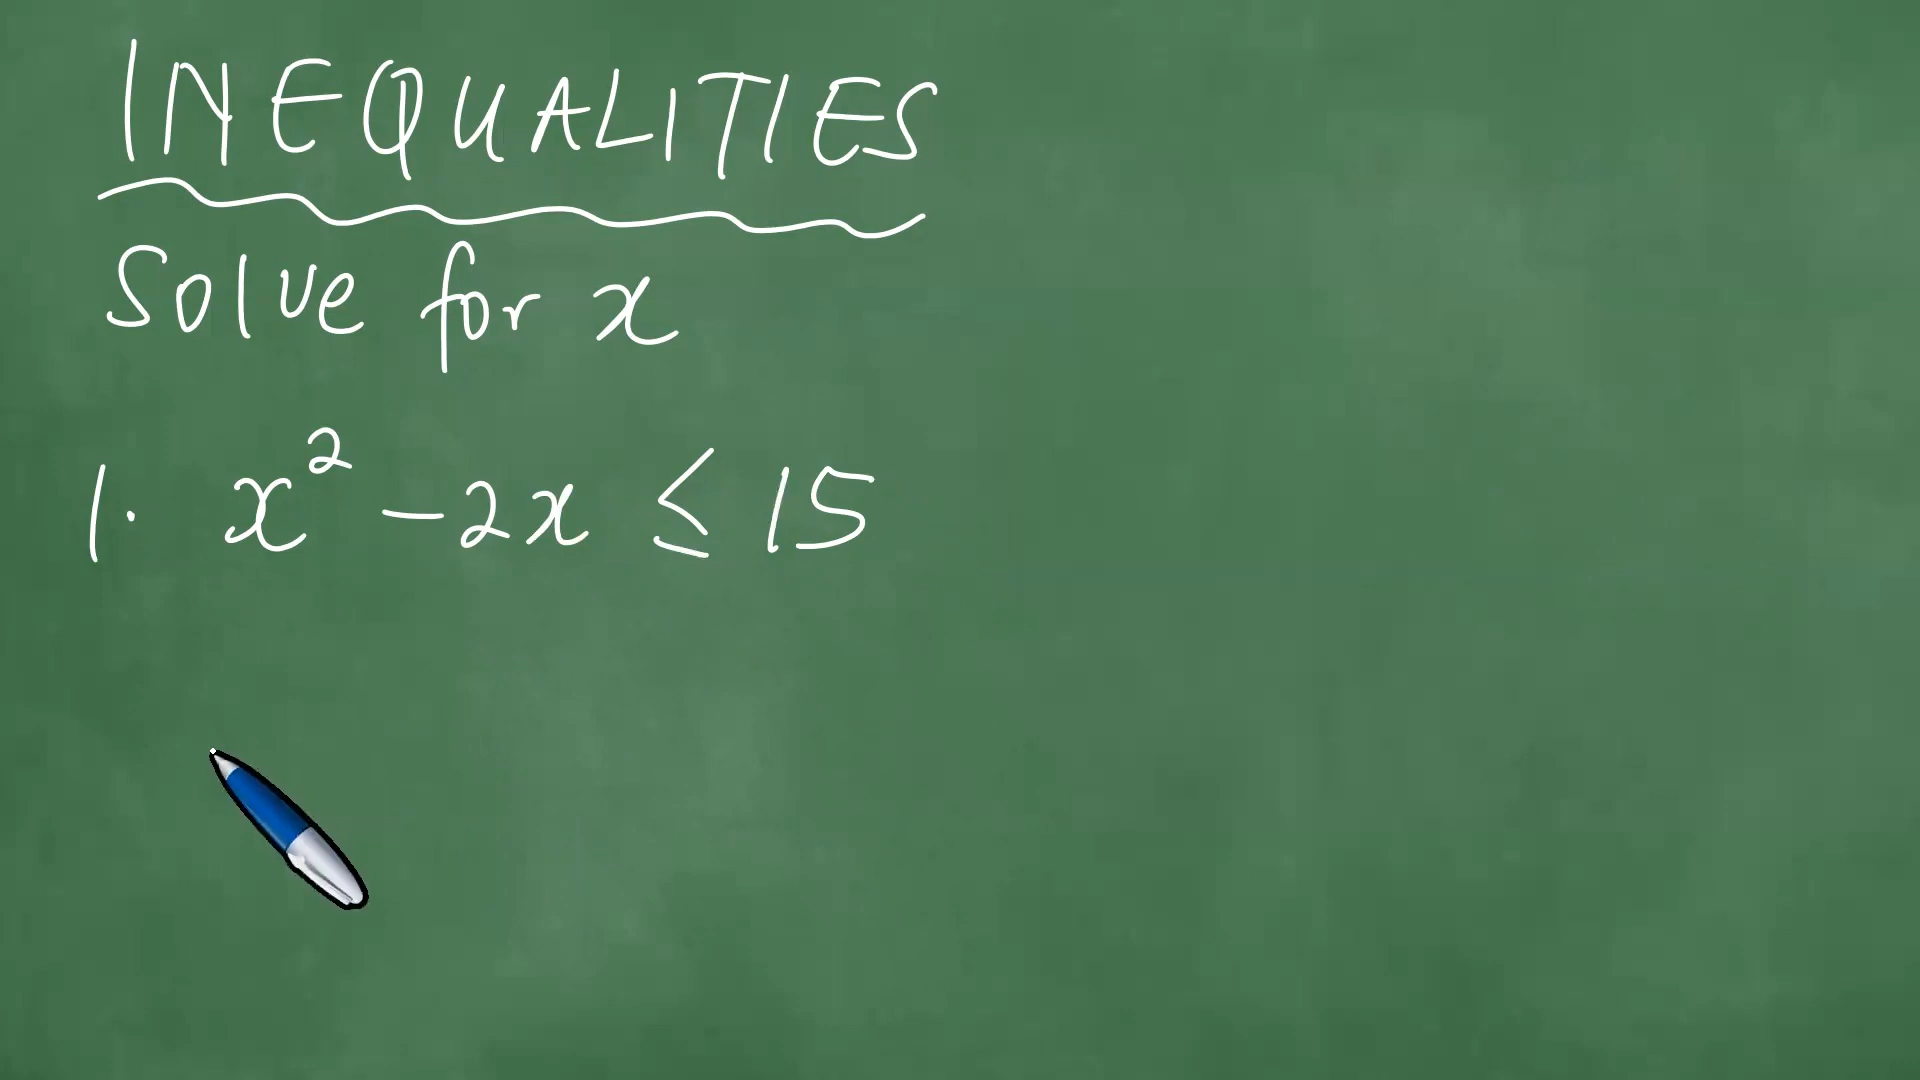 INEQUALITIES
Solve for x
1. x² - 2x ≤ 15